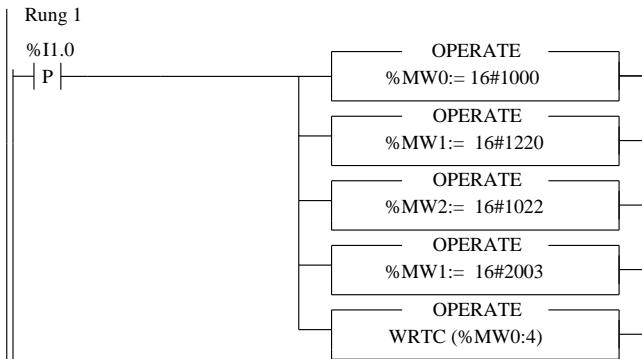 Rung 1
%I1.0
P
OPERATE
%MW0:= 16#1000
OPERATE
%MW1:= 16#1220
OPERATE
%MW2:= 16#1022
OPERATE
%MW1:= 16#2003
OPERATE
WRTC (%MW0:4)